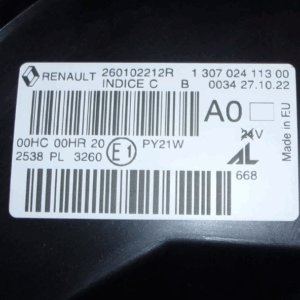 RENAULT 260102212R 1 307 024 113 00
INDICE C B 0034 27.10.22
A0
24V
Made in EU
00HC 00HR 20 E1 PY21W
2538 PL 3260
AL
668